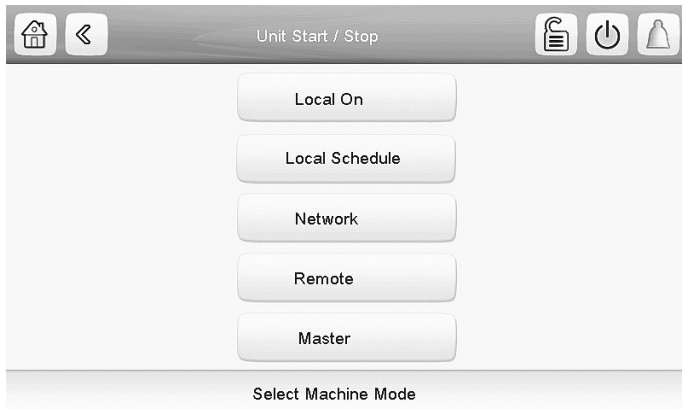 Unit Start / Stop
Local On
Local Schedule
Network
Remote
Master
Select Machine Mode